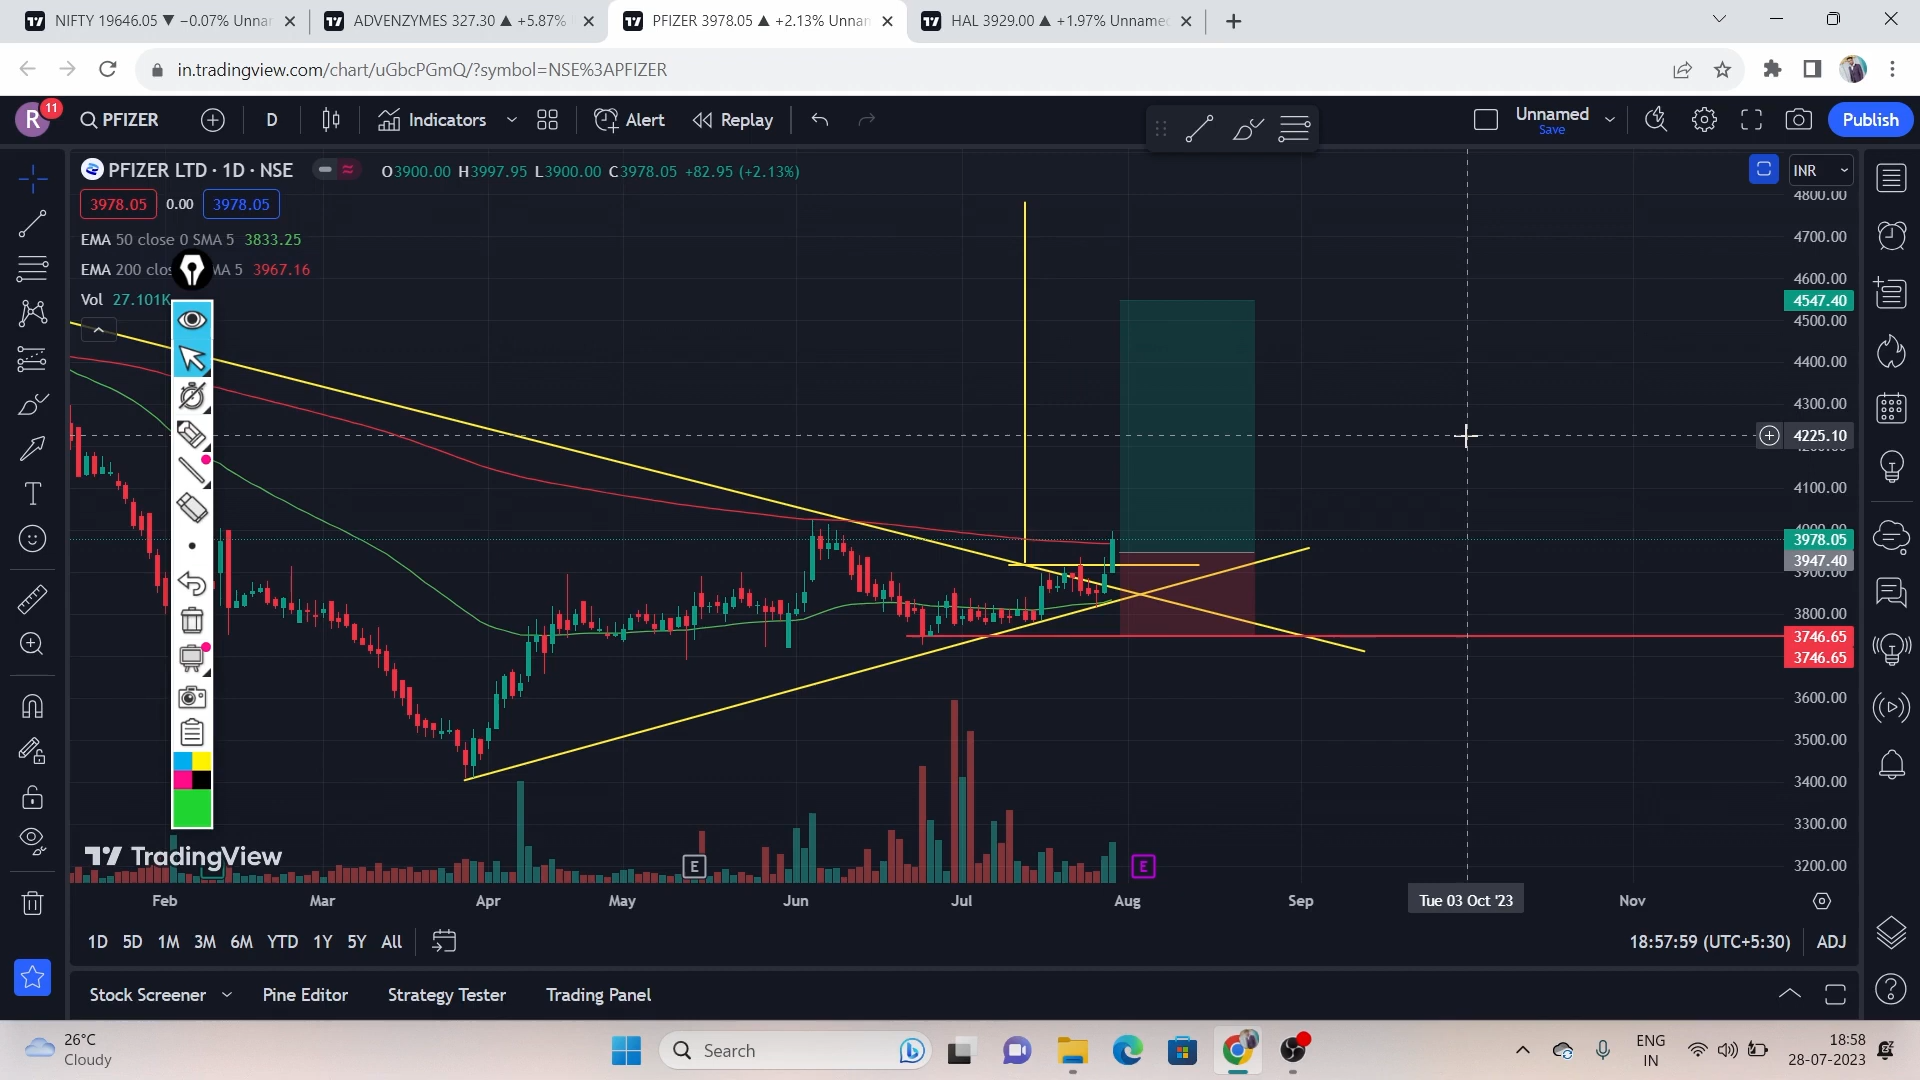 NIFTY 19646.05 ▼ −0.07% Unnar
ADVENZYMES 327.30 ▲ +5.87%
PFIZER 3978.05 ▲ +2.13% Unnan
HAL 3929.00 ▲ +1.97% Unnamed
in.tradingview.com/chart/uGbcPGmQ/?symbol=NSE%3APFIZER
R 11
PFIZER
D
Indicators
Alert
Replay
Unnamed
Save
Publish
PFIZER LTD · 1D · NSE
O3900.00 H3997.95 L3900.00 C3978.05 +82.95 (+2.13%)
INR
3978.05 0.00 3978.05
EMA 50 close 0 SMA 5 3833.25
EMA 200 clos MA 5 3967.16
Vol 27.101K
4800.00
4700.00
4600.00
4547.40
4500.00
4400.00
4300.00
4225.10
4200.00
4100.00
4000.00
3978.05
3947.40
3900.00
3800.00
3746.65
3746.65
3600.00
3500.00
3400.00
3300.00
3200.00
TradingView
E
E
Feb Mar Apr May Jun Jul Aug Sep Tue 03 Oct '23 Nov
1D 5D 1M 3M 6M YTD 1Y 5Y All
18:57:59 (UTC+5:30) ADJ
Stock Screener Pine Editor Strategy Tester Trading Panel
26°C
Cloudy
Search
ENG
IN
18:58
28-07-2023